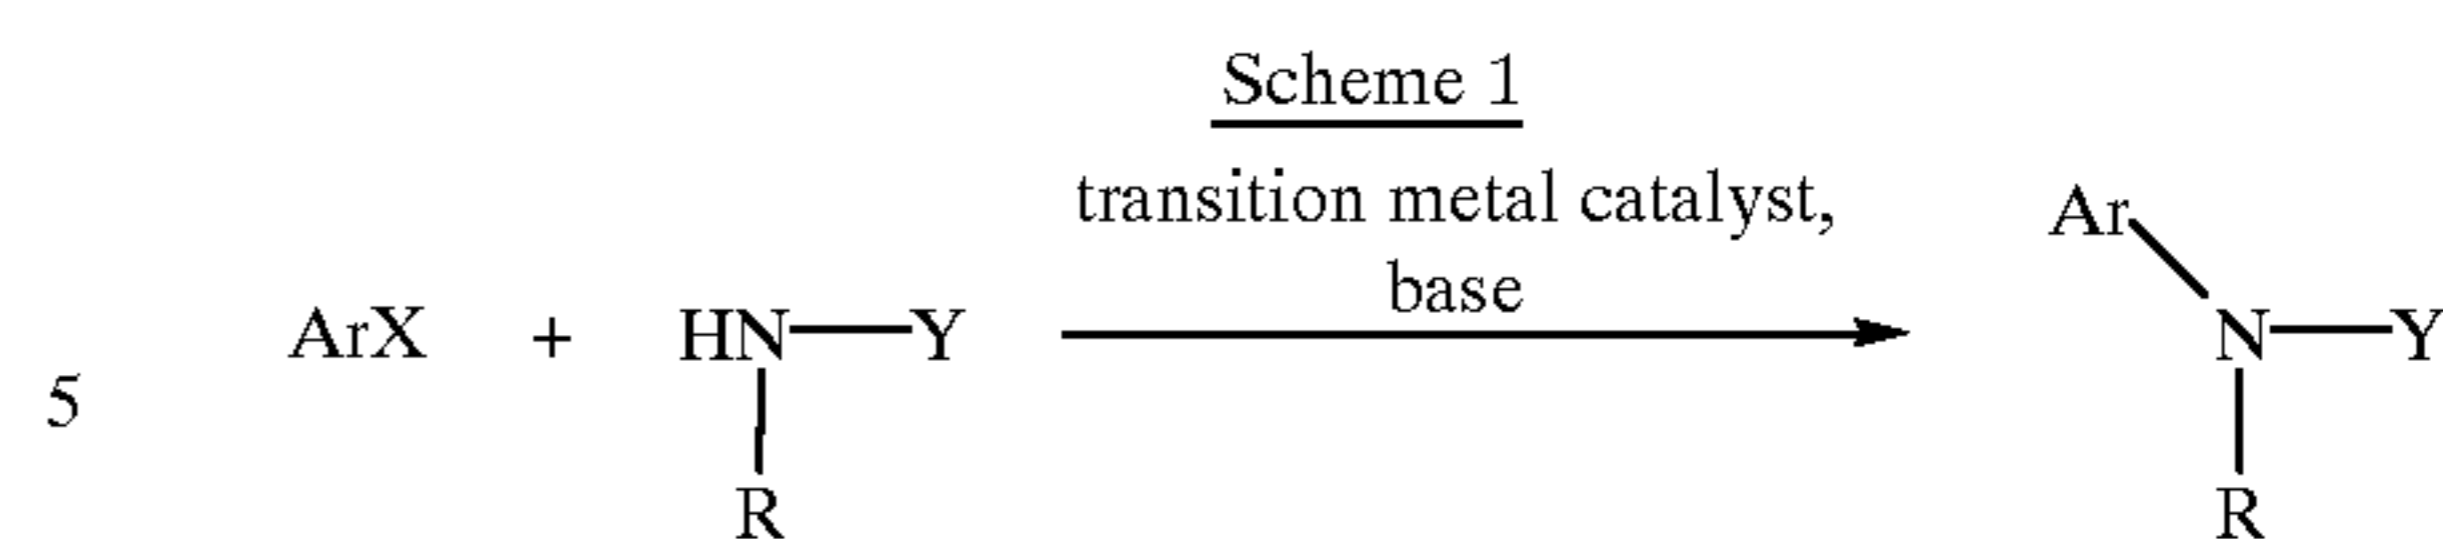 Scheme 1
transition metal catalyst,
base
5 ArX + HN—Y
R
Ar
N—Y
R